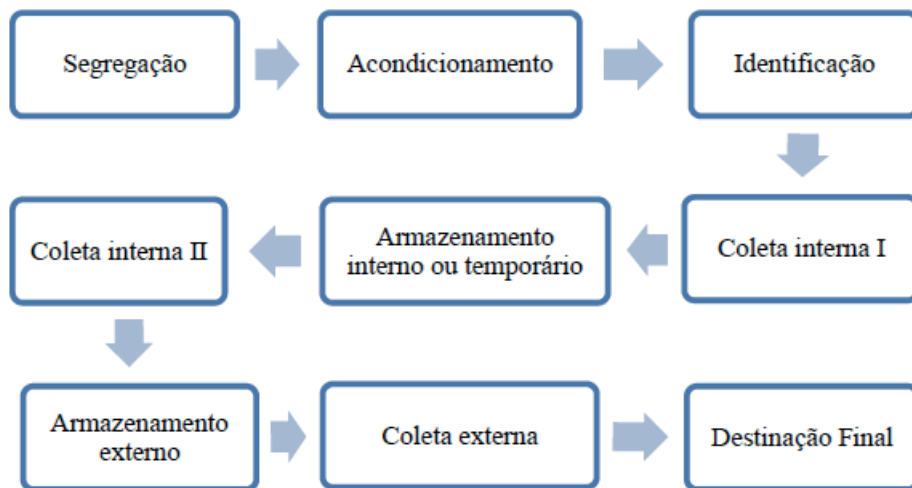 Segregação
Acondicionamento
Identificação
Coleta interna I
Armazenamento
interno ou temporário
Coleta interna II
Armazenamento
externo
Coleta externa
Destinação Final